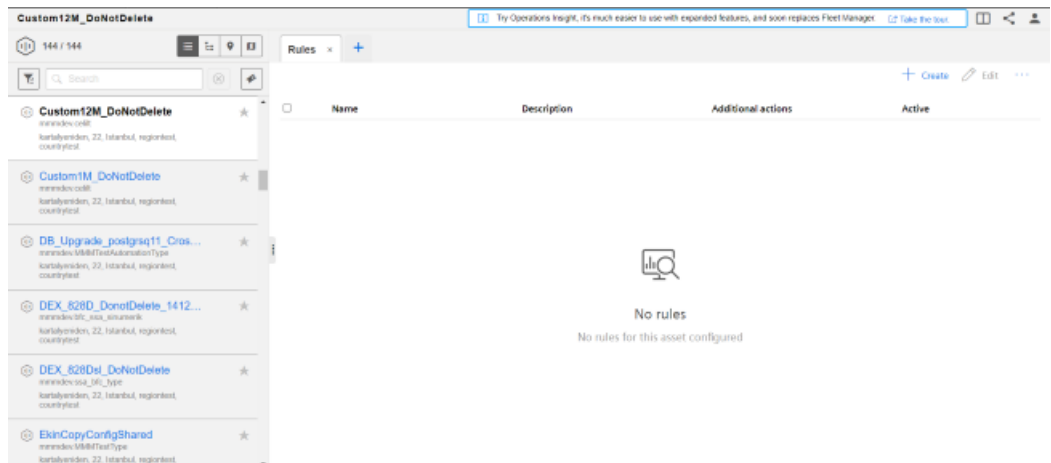 Custom12M_DoNotDelete
Try Operations Insight, it's much easier to use with expanded features, and soon replaces Fleet Manager.
Take the tour.
144 / 144
Rules
Search
Create
Edit
Name
Description
Additional actions
Active
Custom12M_DoNotDelete
mmmdev.cellit
kartalyeniden, 22, Istanbul, regiontest,
countrytest
Custom1M_DoNotDelete
mmmdev.cellit
kartalyeniden, 22, Istanbul, regiontest,
countrytest
DB_Upgrade_postgrsq11_Cros...
mmmdev.MMMTestAutomationType
kartalyeniden, 22, Istanbul, regiontest,
countrytest
DEX_828D_DonotDelete_1412...
kartalyeniden, 22, Istanbul, regiontest,
countrytest
DEX_828Dsl_DoNotDelete
mmmdev.ssa_bfc_type
kartalyeniden, 22, Istanbul, regiontest,
countrytest
EkinCopyConfigShared
mmmdev.MMMTestType
kartalyeniden, 22, Istanbul, regiontest,
No rules
No rules for this asset configured